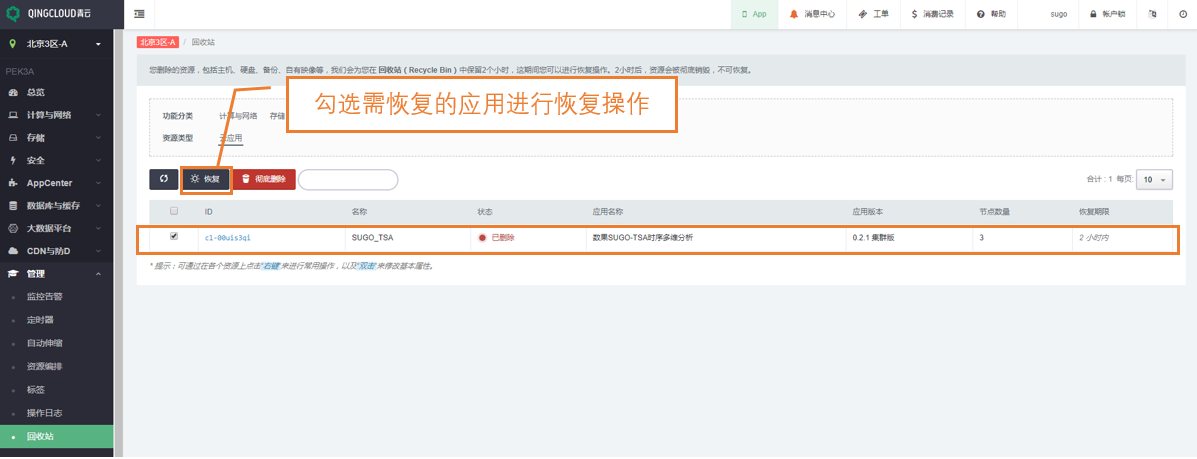 QINGCLOUD青云
App
消息中心
工单
消费记录
帮助
sugo
帐户锁
北京3区-A
北京3区-A / 回收站
PEK3A
您删除的资源，包括主机、硬盘、备份、自有映像等，我们会为您在 回收站（Recycle Bin）中保留2个小时，这期间您可以进行恢复操作。2小时后，资源会被彻底销毁，不可恢复。
总览
计算与网络
存储
安全
AppCenter
数据库与缓存
大数据平台
CDN与防D
管理
监控告警
定时器
自动伸缩
资源编排
标签
操作日志
回收站
勾选需恢复的应用进行恢复操作
功能分类 计算与网络 存储
资源类型 云应用
恢复
彻底删除
合计：1 每页: 10
ID 名称 状态 应用名称 应用版本 节点数量 恢复期限
cl-00uis3qi SUGO_TSA 已删除 数果SUGO-TSA时序多维分析 0.2.1 集群版 3 2 小时内
* 提示：可通过在各个资源上点击"右键"来进行常用操作，以及"双击"来修改基本属性。